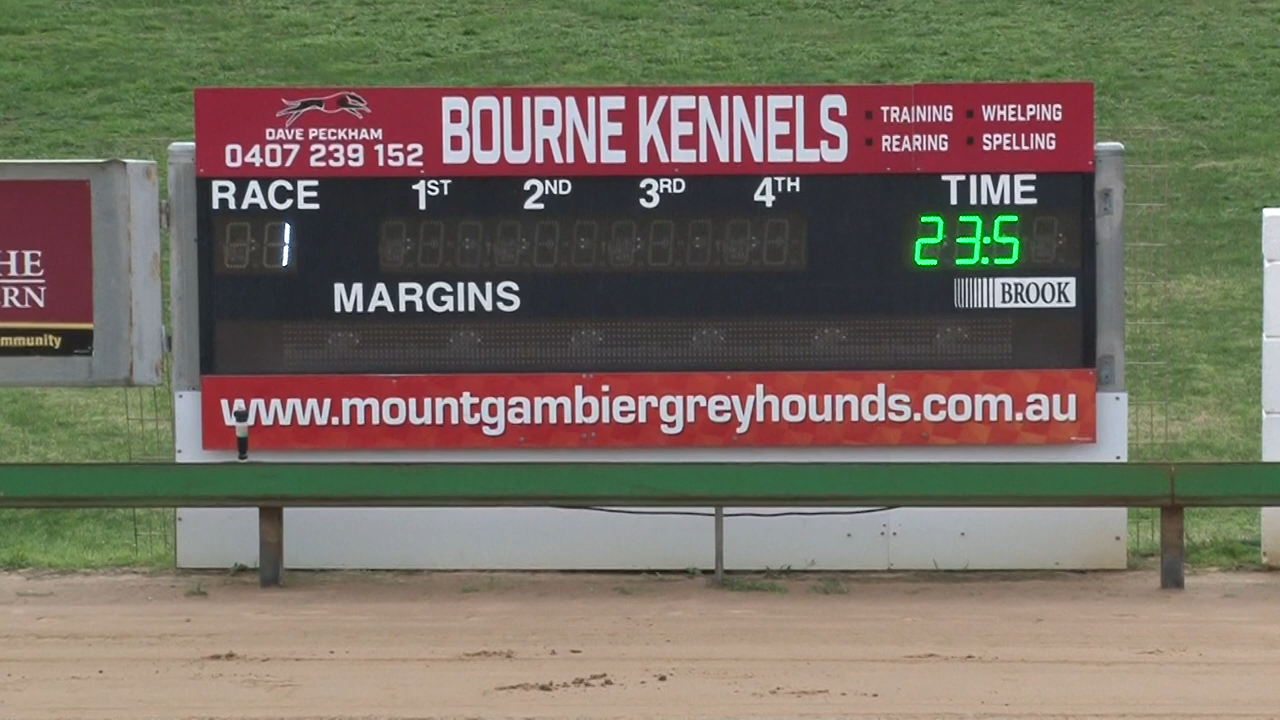 DAVE PECKHAM
0407 239 152
BOURNE KENNELS
TRAINING WHELPING
REARING SPELLING
RACE 1ST 2ND 3RD 4TH TIME
1 23:5
MARGINS
BROOK
HE
RN
mmunity
www.mountgambiergreyhounds.com.au